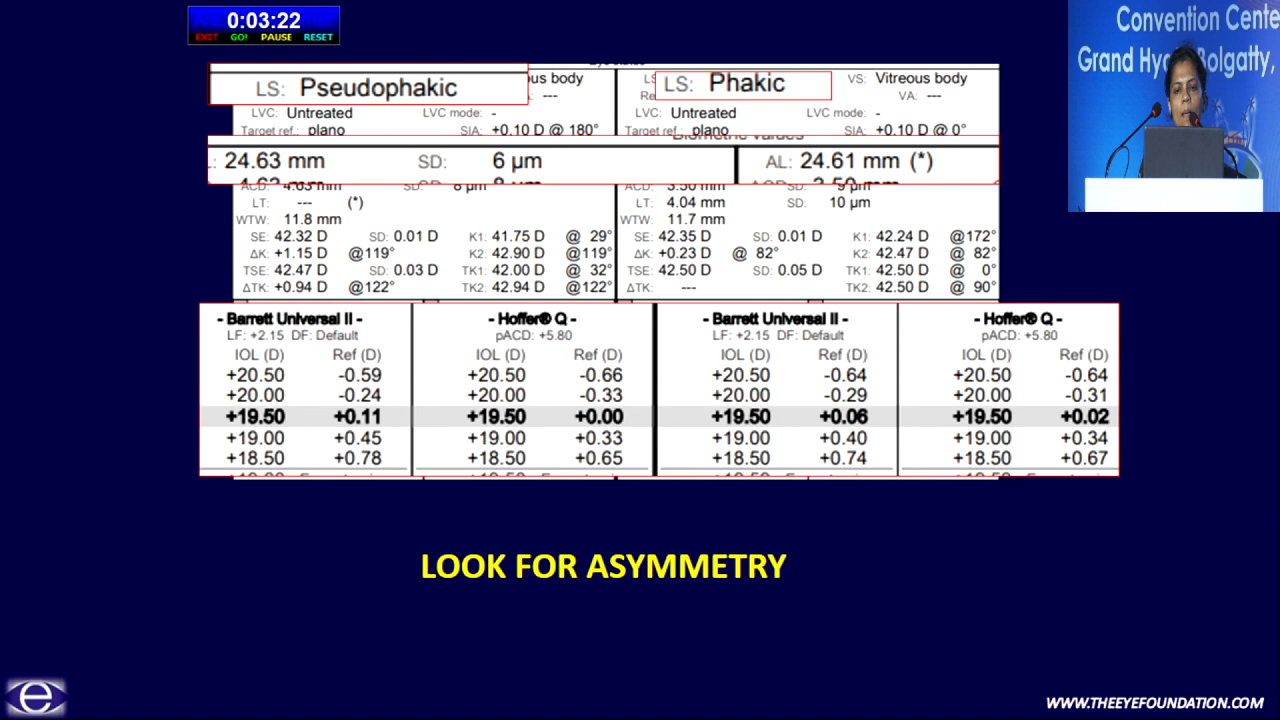 0:03:22
EXIT GO! PAUSE RESET
Convention Cente
Grand Hy Bolgatty,
LS: Pseudophakic
ous body
LS: Phakic
VS: Vitreous body
VA: ---
LVC: Untreated LVC mode: -
LVC: Untreated LVC mode: -
Target ref.: plano SIA: +0.10 D @ 180°
Target ref.: plano SIA: +0.10 D @ 0°
24.63 mm SD: 6 µm
AL: 24.61 mm (*)
ACD: 4.63 mm SD: 8 µm
ACD: 3.50 mm SD: 9 µm
LT: --- (*)
LT: 4.04 mm SD: 10 µm
WTW: 11.8 mm
WTW: 11.7 mm
SE: 42.32 D SD: 0.01 D K1: 41.75 D @ 29°
SE: 42.35 D SD: 0.01 D K1: 42.24 D @172°
ΔK: +1.15 D @119° K2: 42.90 D @119°
ΔK: +0.23 D @ 82° K2: 42.47 D @ 82°
TSE: 42.47 D SD: 0.03 D TK1: 42.00 D @ 32°
TSE: 42.50 D SD: 0.05 D TK1: 42.50 D @ 0°
ΔTK: +0.94 D @122° TK2: 42.94 D @122°
ΔTK: --- TK2: 42.50 D @ 90°
- Barrett Universal II - - Hoffer® Q - - Barrett Universal II - - Hoffer® Q -
LF: +2.15 DF: Default pACD: +5.80 LF: +2.15 DF: Default pACD: +5.80
IOL (D) Ref (D) IOL (D) Ref (D) IOL (D) Ref (D) IOL (D) Ref (D)
+20.50 -0.59 +20.50 -0.66 +20.50 -0.64 +20.50 -0.64
+20.00 -0.24 +20.00 -0.33 +20.00 -0.29 +20.00 -0.31
+19.50 +0.11 +19.50 +0.00 +19.50 +0.06 +19.50 +0.02
+19.00 +0.45 +19.00 +0.33 +19.00 +0.40 +19.00 +0.34
+18.50 +0.78 +18.50 +0.65 +18.50 +0.74 +18.50 +0.67
LOOK FOR ASYMMETRY
e
WWW.THEEYEFOUNDATION.COM